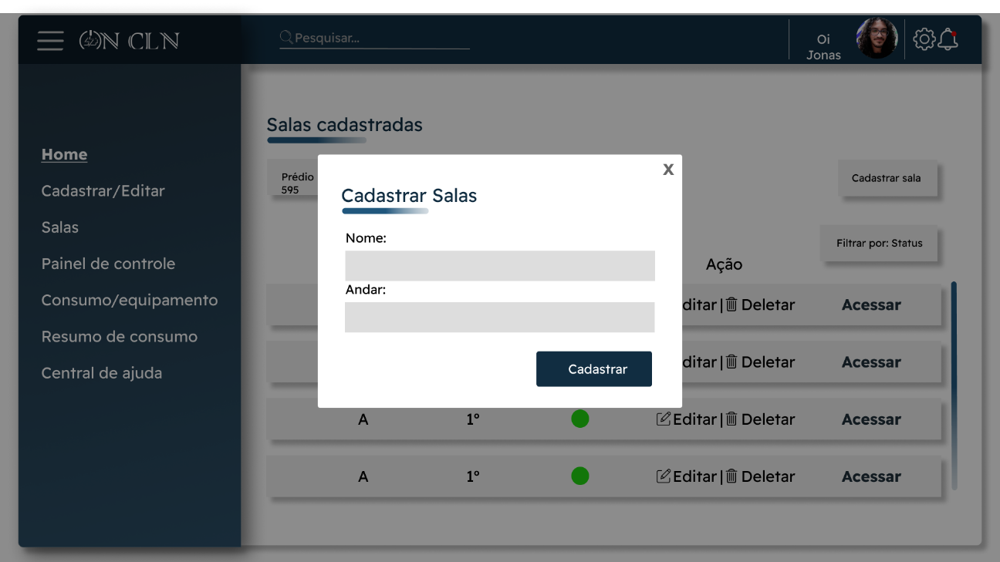 ON CLN
Pesquisar...
Oi
Jonas
Home
Cadastrar/Editar
Salas
Painel de controle
Consumo/equipamento
Resumo de consumo
Central de ajuda
Salas cadastradas
Prédio
595
Cadastrar sala
Filtrar por: Status
Ação
X
Cadastrar Salas
Nome:
Andar:
Cadastrar
ditar| Deletar Acessar
ditar| Deletar Acessar
A 1º Editar| Deletar Acessar
A 1º Editar| Deletar Acessar